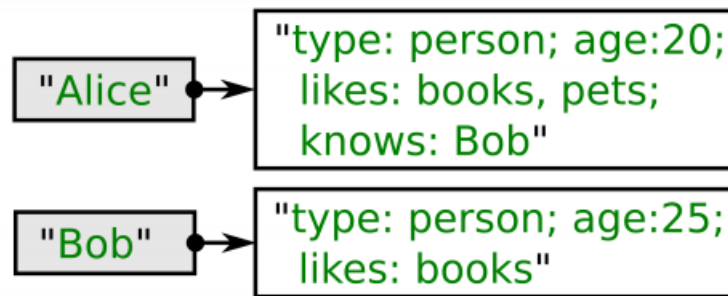 "Alice"
"type: person; age:20;
likes: books, pets;
knows: Bob"
"Bob"
"type: person; age:25;
likes: books"